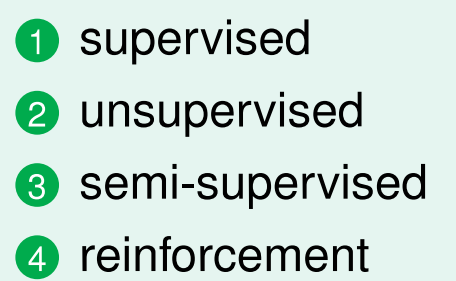 1 supervised
2 unsupervised
3 semi-supervised
4 reinforcement